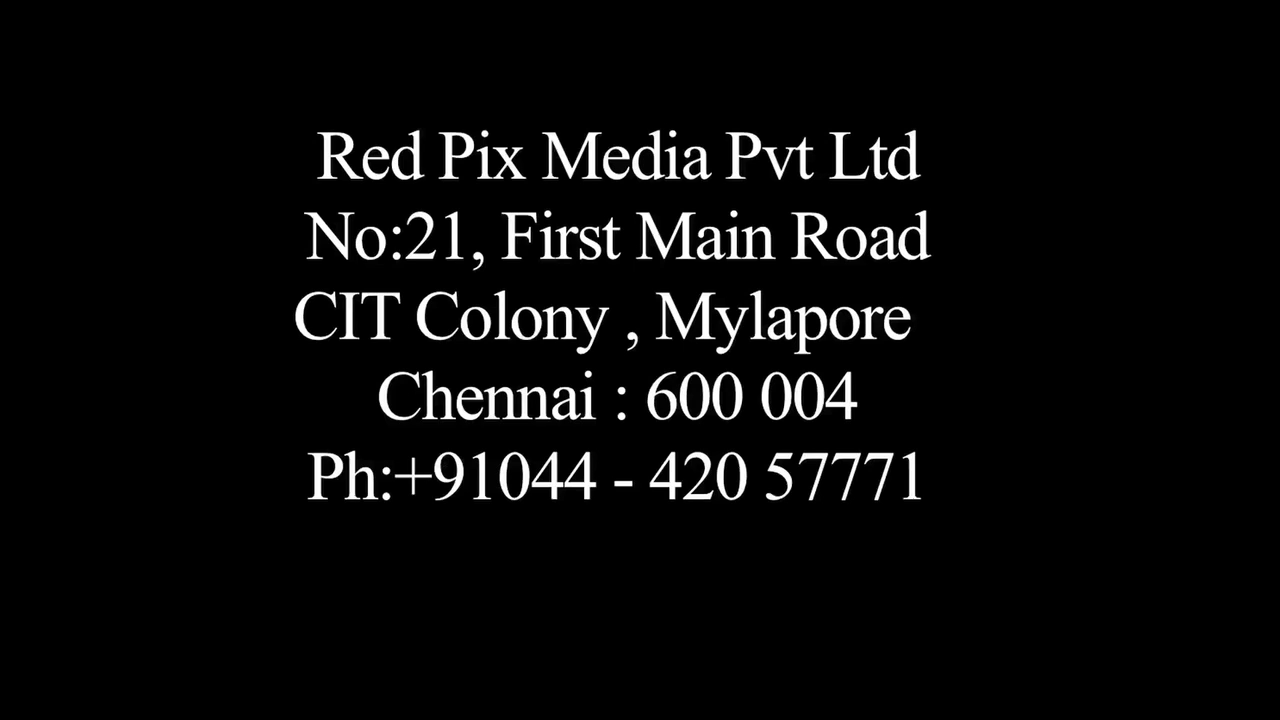 Red Pix Media Pvt Ltd
No:21, First Main Road
CIT Colony , Mylapore
Chennai : 600 004
Ph:+91044 - 420 57771